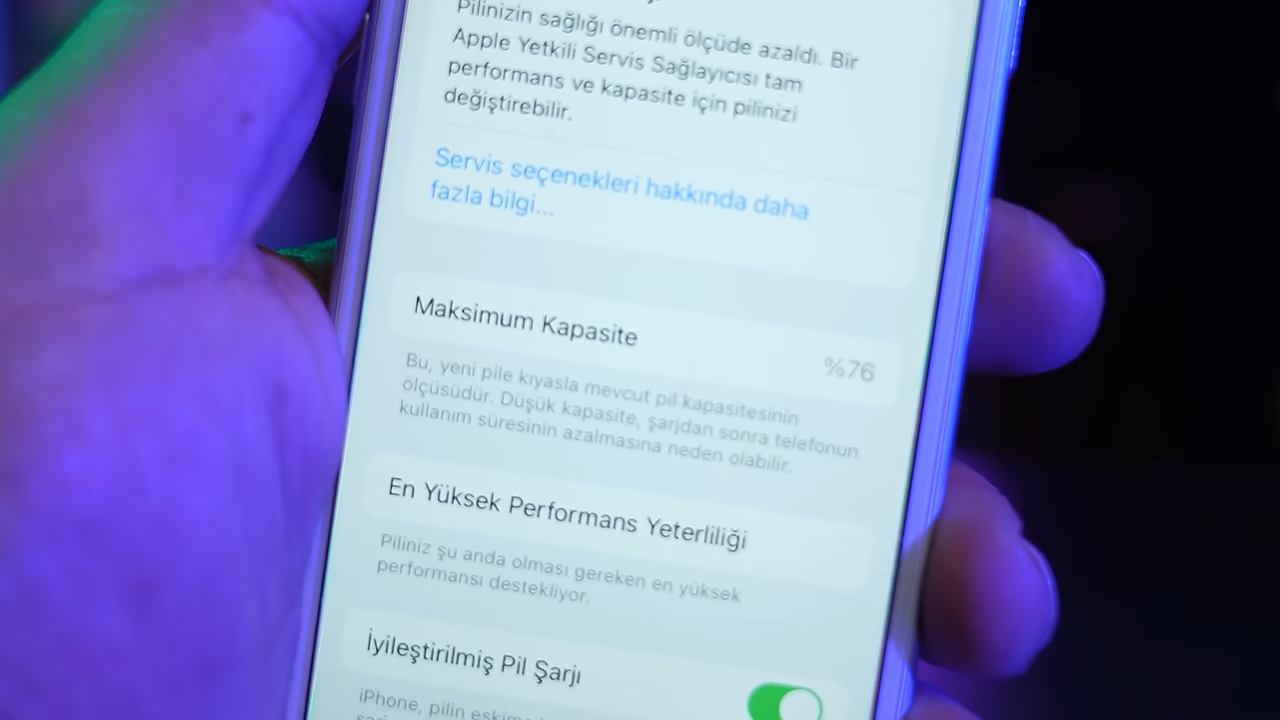 Pilinizin sağlığı önemli ölçüde azaldı. Bir
Apple Yetkili Servis Sağlayıcısı tam
performans ve kapasite için pilinizi
değiştirebilir.
Servis seçenekleri hakkında daha
fazla bilgi...
Maksimum Kapasite
%76
Bu, yeni pile kıyasla mevcut pil kapasitesinin
ölçüsüdür. Düşük kapasite, şarjdan sonra telefonun
kullanım süresinin azalmasına neden olabilir.
En Yüksek Performans Yeterliliği
Piliniz şu anda olması gereken en yüksek
performansı destekliyor.
İyileştirilmiş Pil Şarjı
iPhone, pilin